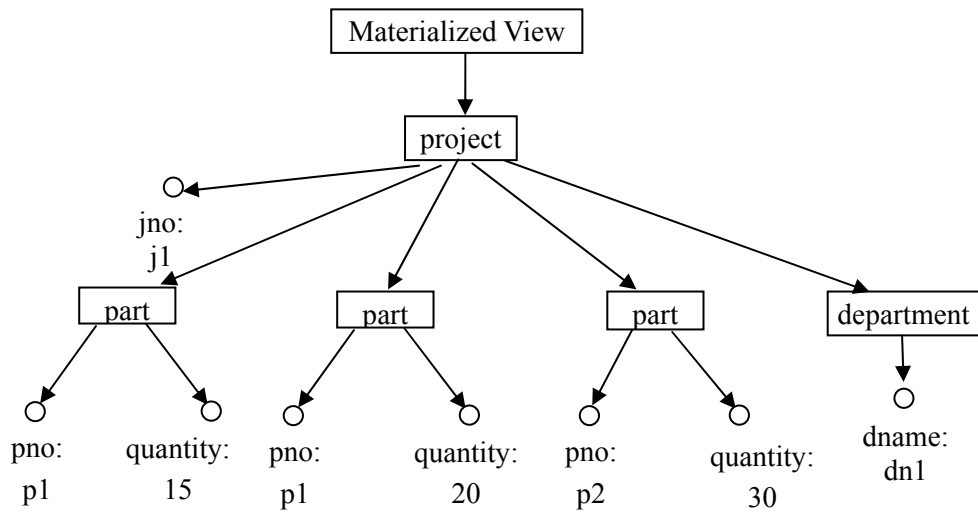 Materialized View
project
jno:
j1
part
part
part
department
pno:
p1
quantity:
15
pno:
p1
quantity:
20
pno:
p2
quantity:
30
dname:
dn1